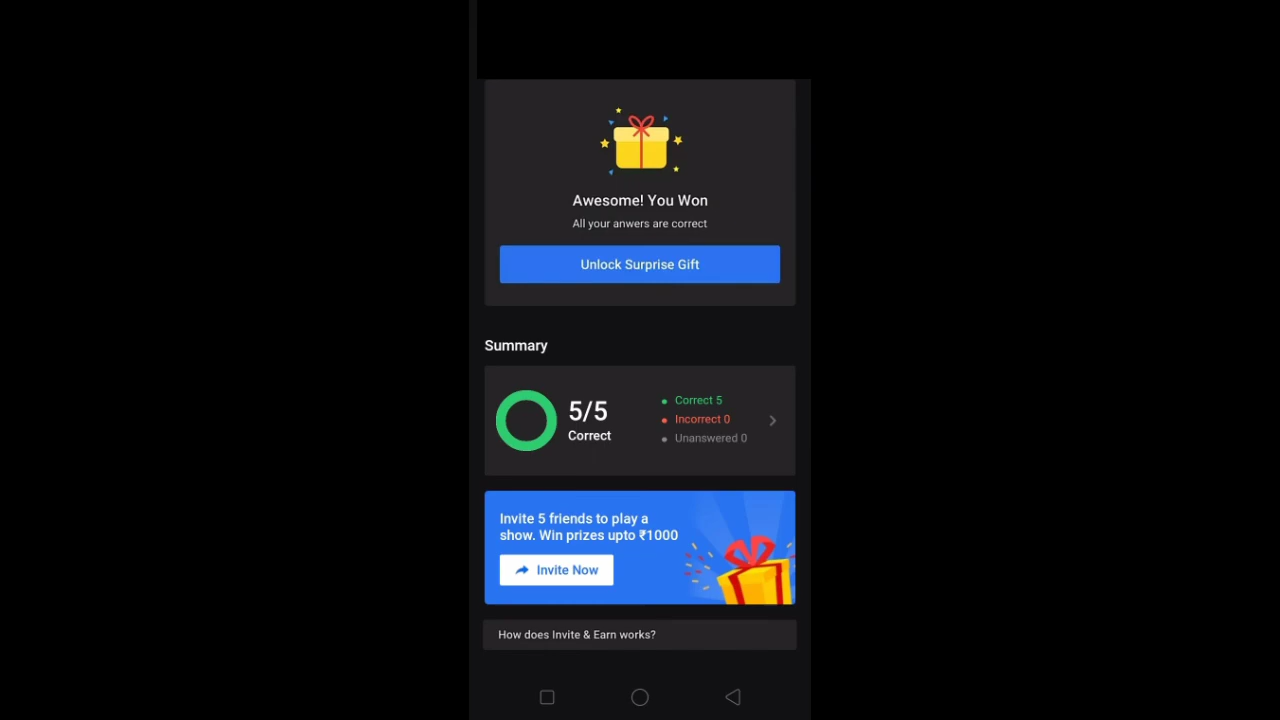 Awesome! You Won
All your anwers are correct
Unlock Surprise Gift
Summary
5/5
Correct
Correct 5
Incorrect 0
Unanswered 0
Invite 5 friends to play a
show. Win prizes upto ₹1000
Invite Now
How does Invite & Earn works?